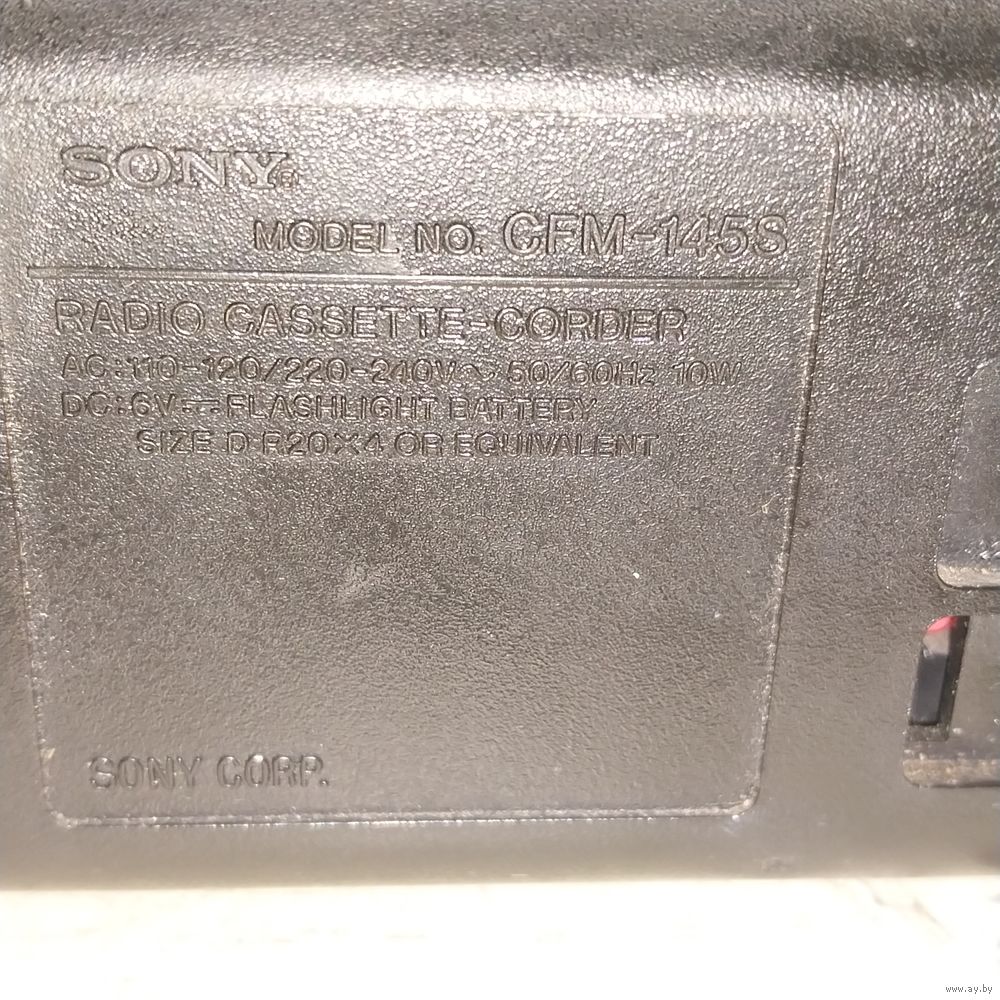 SONY®
MODEL NO. CFM-145S
RADIO CASSETTE-CORDER
AC:110-120/220-240V~ 50/60Hz 10W
DC:6V⎓FLASHLIGHT BATTERY
SIZE D R20×4 OR EQUIVALENT
SONY CORP.
www.ay.by